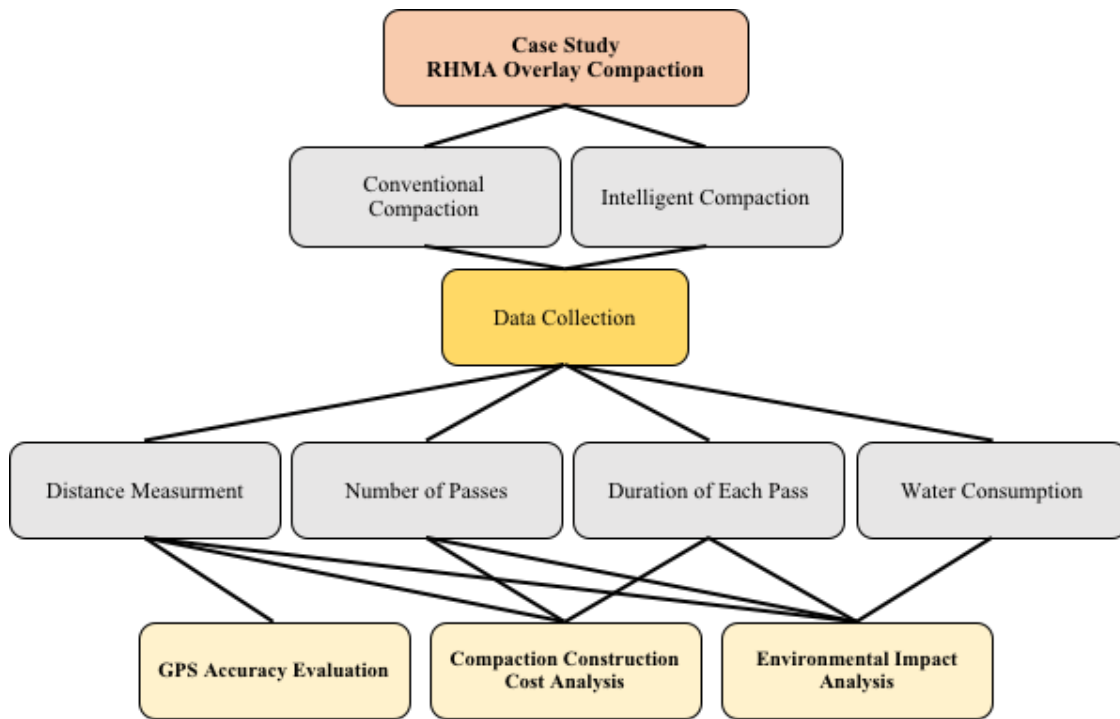 Case Study
RHMA Overlay Compaction
Conventional
Compaction
Intelligent Compaction
Data Collection
Distance Measurment
Number of Passes
Duration of Each Pass
Water Consumption
GPS Accuracy Evaluation
Compaction Construction
Cost Analysis
Environmental Impact
Analysis